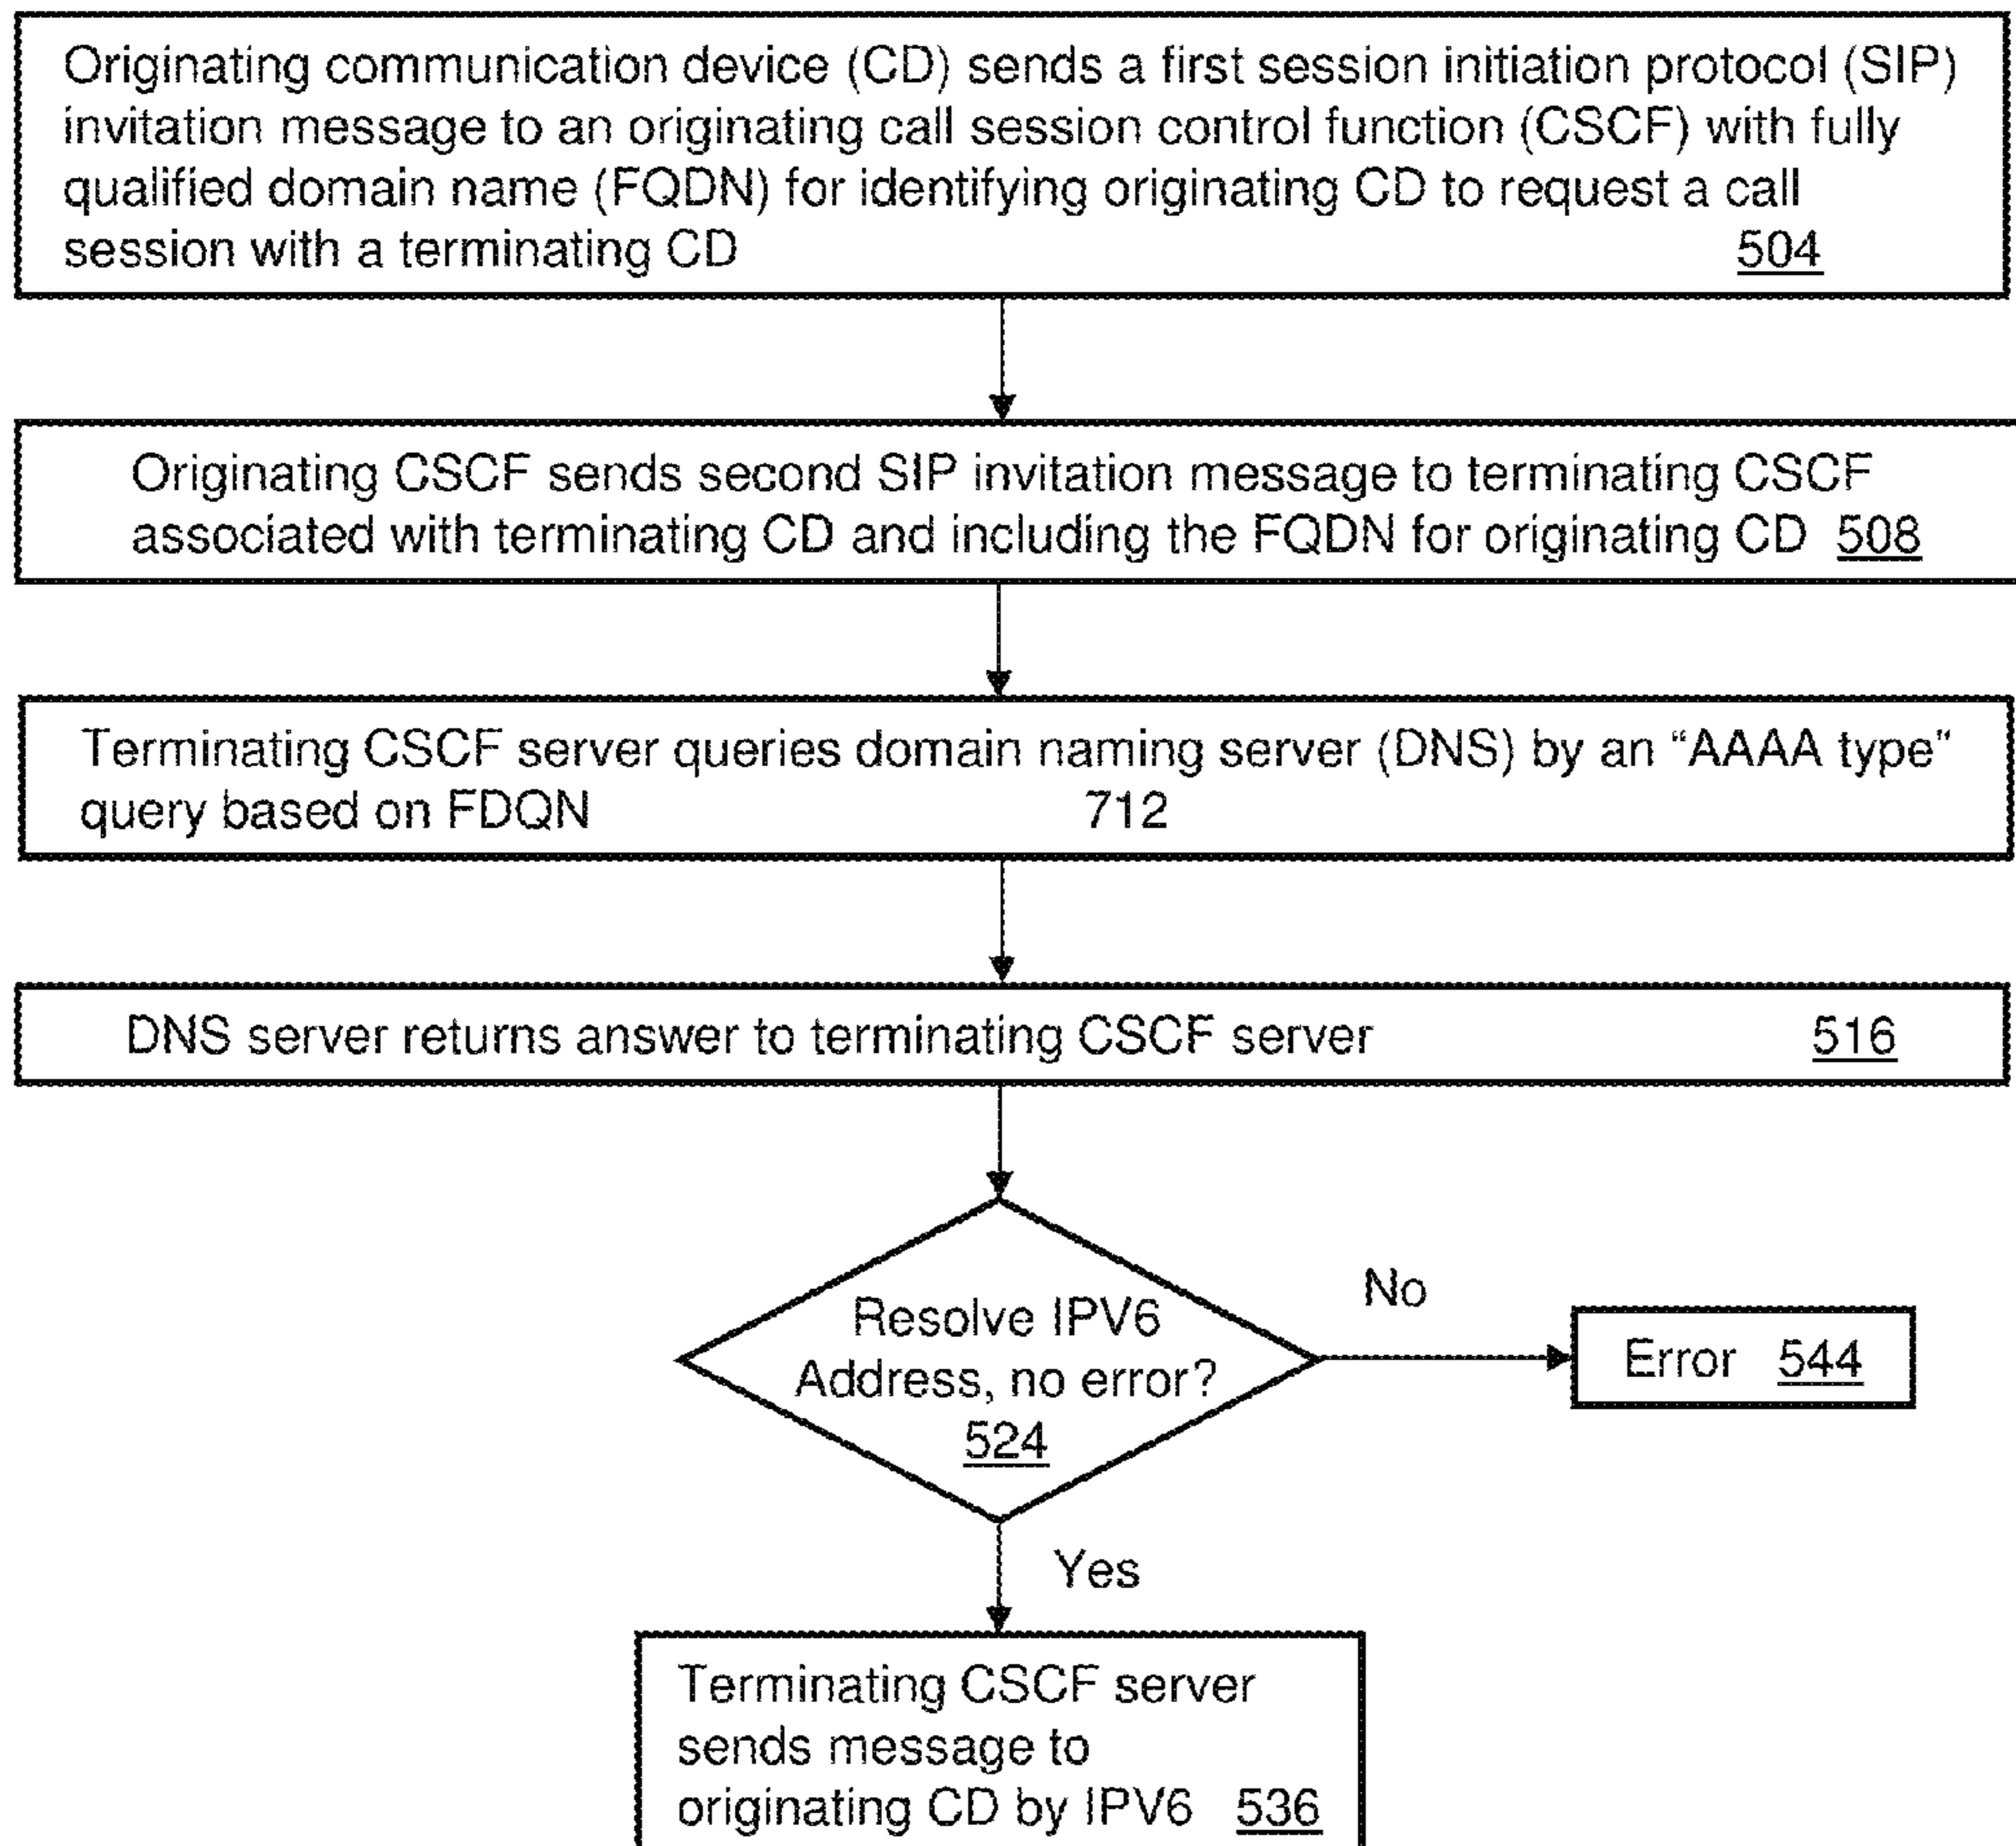 Originating communication device (CD) sends a first session initiation protocol (SIP)
invitation message to an originating call session control function (CSCF) with fully
qualified domain name (FQDN) for identifying originating CD to request a call
session with a terminating CD 504
Originating CSCF sends second SIP invitation message to terminating CSCF
associated with terminating CD and including the FQDN for originating CD 508
Terminating CSCF server queries domain naming server (DNS) by an “AAAA type”
query based on FDQN 712
DNS server returns answer to terminating CSCF server 516
Resolve IPV6
Address, no error?
524
No
Error 544
Yes
Terminating CSCF server
sends message to
originating CD by IPV6 536